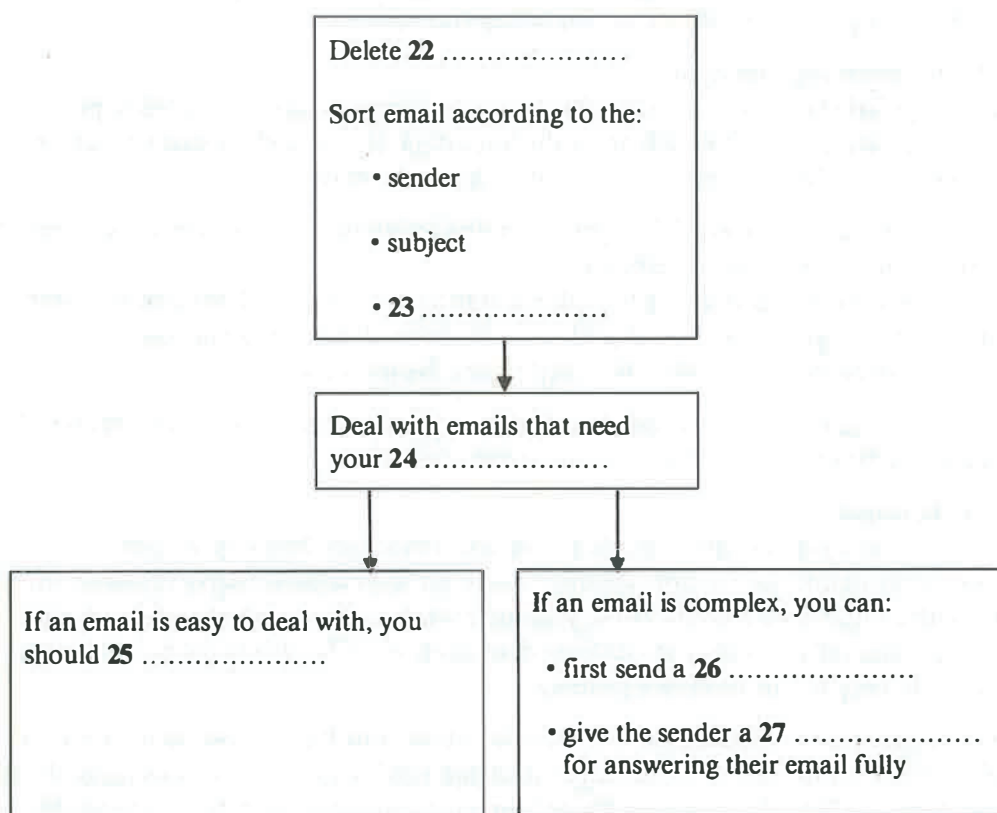 Delete 22 .....................
Sort email according to the:
• sender
• subject
• 23 .....................
Deal with emails that need
your 24 .....................
If an email is easy to deal with, you
should 25 .....................
If an email is complex, you can:
• first send a 26 .....................
• give the sender a 27 .....................
for answering their email fully